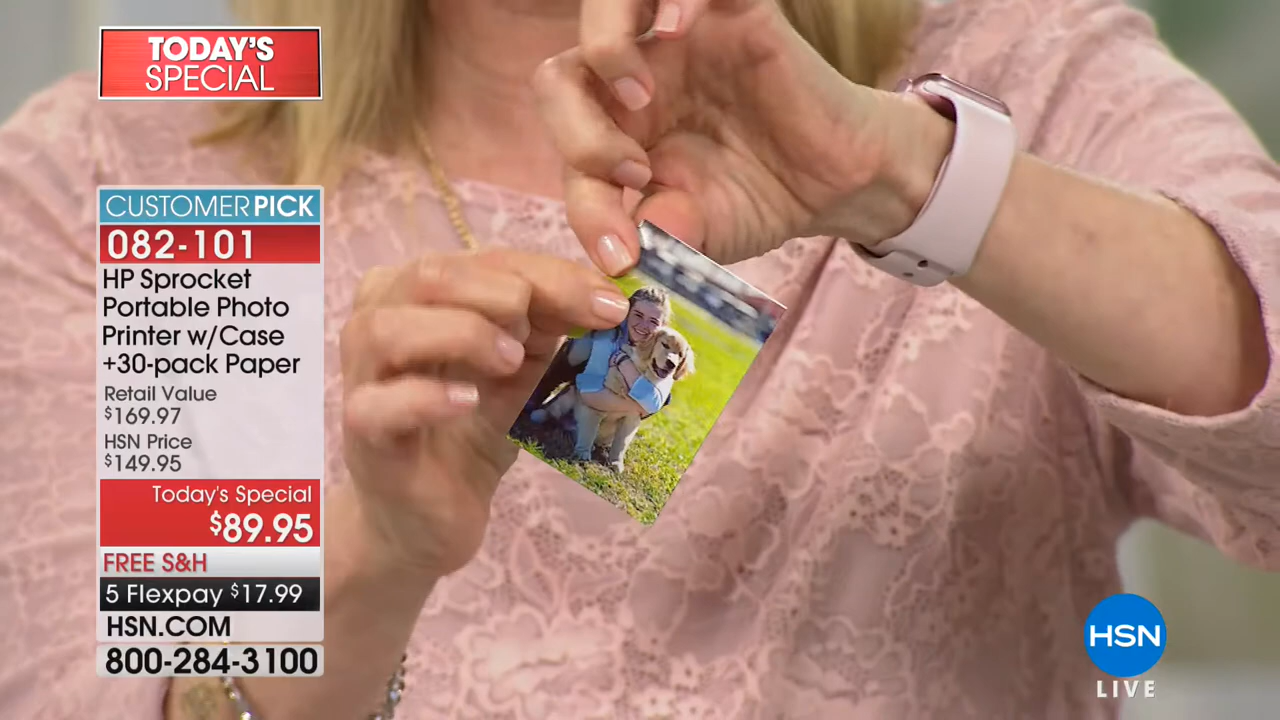 TODAY'S
SPECIAL
CUSTOMER PICK
082-101
HP Sprocket
Portable Photo
Printer w/Case
+30-pack Paper
Retail Value
$169.97
HSN Price
$149.95
Today's Special
$89.95
FREE S&H
5 Flexpay $17.99
HSN.COM
800-284-3100
HSN
LIVE